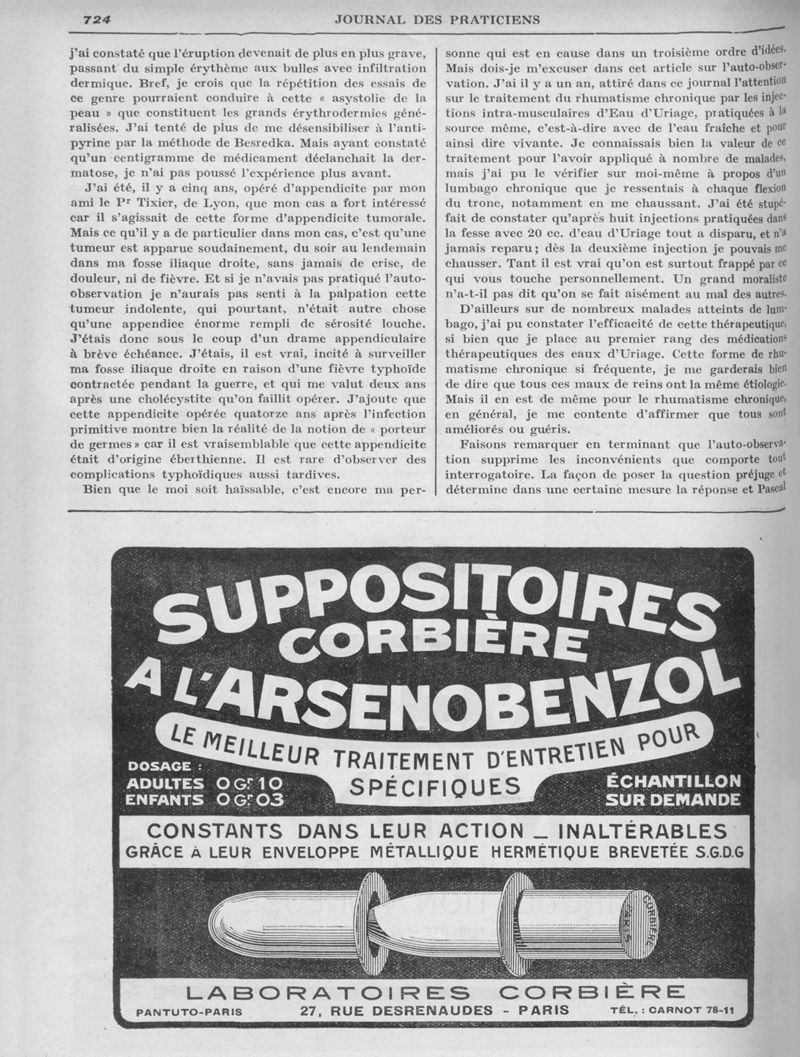 724
JOURNAL DES PRATICIENS
j'ai constaté que l'éruption devenait de plus en plus grave,
passant du simple érythème aux bulles avec infiltration
dermique. Bref, je crois que la répétition des essais de
ce genre pourraient conduire à cette « asystolie de la
peau » que constituent les grands érythrodermies géné-
ralisées. J'ai tenté de plus de me désensibiliser à l'anti-
pyrine par la méthode de Besredka. Mais ayant constaté
qu'un centigramme de médicament déclanchait la der-
matose, je n'ai pas poussé l'expérience plus avant.
J'ai été, il y a cinq ans, opéré d'appendicite par mon
ami le Pr Tixier, de Lyon, que mon cas a fort intéressé
car il s'agissait de cette forme d'appendicite tumorale.
Mais ce qu'il y a de particulier dans mon cas, c'est qu'une
tumeur est apparue soudainement, du soir au lendemain
dans ma fosse iliaque droite, sans jamais de crise, de
douleur, ni de fièvre. Et si je n'avais pas pratiqué l'auto-
observation je n'aurais pas senti à la palpation cette
tumeur indolente, qui pourtant, n'était autre chose
qu'une appendice énorme rempli de sérosité louche.
J'étais donc sous le coup d'un drame appendiculaire
à brève échéance. J'étais, il est vrai, incité à surveiller
ma fosse iliaque droite en raison d'une fièvre typhoïde
contractée pendant la guerre, et qui me valut deux ans
après une cholécystite qu'on faillit opérer. J'ajoute que
cette appendicite opérée quatorze ans après l'infection
primitive montre bien la réalité de la notion de « porteur
de germes » car il est vraisemblable que cette appendicite
était d'origine éberthienne. Il est rare d'observer des
complications typhoïdiques aussi tardives.
Bien que le moi soit haïssable, c'est encore ma per-
sonne qui est en cause dans un troisième ordre d'idées.
Mais dois-je m'excuser dans cet article sur l'auto-obser-
vation. J'ai il y a un an, attiré dans ce journal l'attention
sur le traitement du rhumatisme chronique par les injec-
tions intra-musculaires d'Eau d'Uriage, pratiquées à la
source même, c'est-à-dire avec de l'eau fraîche et pour
ainsi dire vivante. Je connaissais bien la valeur de ce
traitement pour l'avoir appliqué à nombre de malades,
mais j'ai pu le vérifier sur moi-même à propos d'un
lumbago chronique que je ressentais à chaque flexion
du tronc, notamment en me chaussant. J'ai été stupé-
fait de constater qu'après huit injections pratiquées dans
la fesse avec 20 cc. d'eau d'Uriage tout a disparu, et n'a
jamais reparu ; dès la deuxième injection je pouvais me
chausser. Tant il est vrai qu'on est surtout frappé par ce
qui vous touche personnellement. Un grand moraliste
n'a-t-il pas dit qu'on se fait aisément au mal des autres.
D'ailleurs sur de nombreux malades atteints de lum-
bago, j'ai pu constater l'efficacité de cette thérapeutique,
si bien que je place au premier rang des médications
thérapeutiques des eaux d'Uriage. Cette forme de rhu-
matisme chronique si fréquente, je me garderais bien
de dire que tous ces maux de reins ont la même étiologie.
Mais il en est de même pour le rhumatisme chronique,
en général, je me contente d'affirmer que tous sont
améliorés ou guéris.
Faisons remarquer en terminant que l'auto-observa-
tion supprime les inconvénients que comporte tout
interrogatoire. La façon de poser la question préjuge et
détermine dans une certaine mesure la réponse et Pascal
SUPPOSITOIRES
CORBIÈRE
A L'ARSENOBENZOL
LE MEILLEUR TRAITEMENT D'ENTRETIEN POUR
SPÉCIFIQUES
DOSAGE :
ADULTES 0 Gr 10
ENFANTS 0 Gr 03
ÉCHANTILLON
SUR DEMANDE
CONSTANTS DANS LEUR ACTION _ INALTÉRABLES
GRÂCE A LEUR ENVELOPPE MÉTALLIQUE HERMÉTIQUE BREVETÉE S.G.D.G
CORBIÈRE
PARIS
LABORATOIRES CORBIÈRE
PANTUTO-PARIS
27, RUE DESRENAUDES - PARIS
TÉL. : CARNOT 78-11